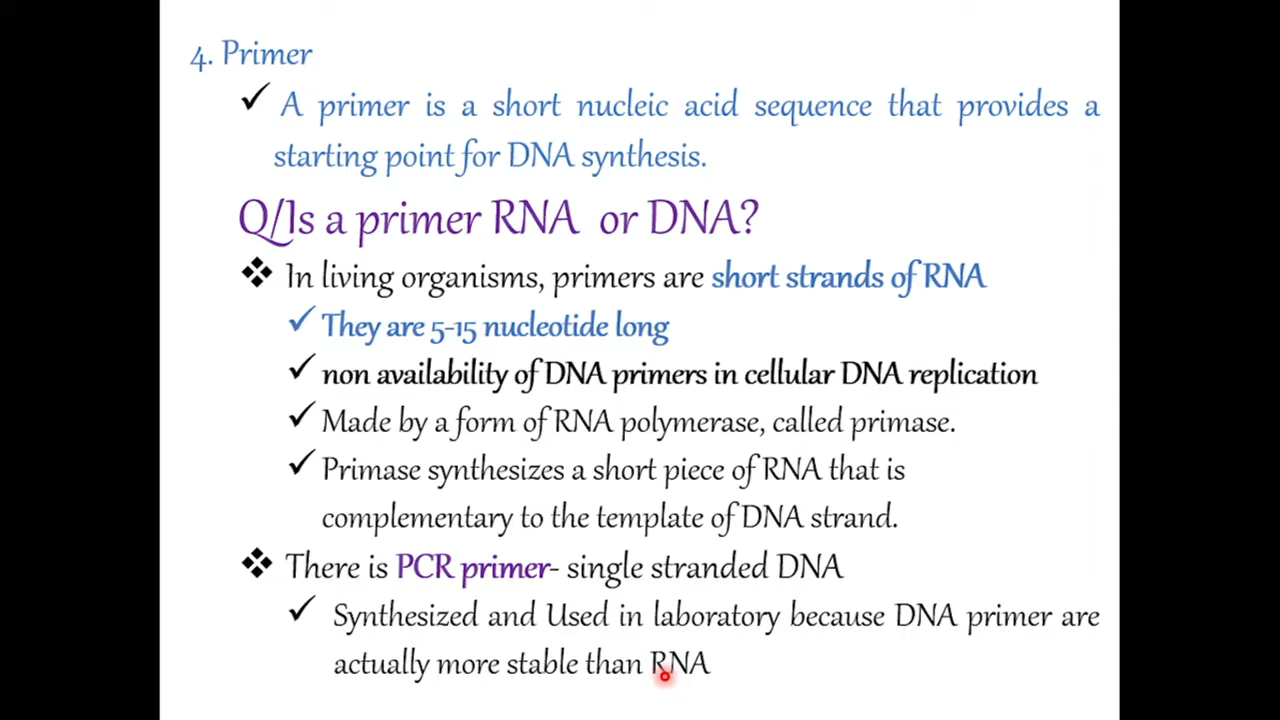 4. Primer
✓ A primer is a short nucleic acid sequence that provides a
starting point for DNA synthesis.
Q/Is a primer RNA or DNA?
❖ In living organisms, primers are short strands of RNA
✓ They are 5-15 nucleotide long
✓ non availability of DNA primers in cellular DNA replication
✓ Made by a form of RNA polymerase, called primase.
✓ Primase synthesizes a short piece of RNA that is
complementary to the template of DNA strand.
❖ There is PCR primer- single stranded DNA
✓ Synthesized and Used in laboratory because DNA primer are
actually more stable than RNA